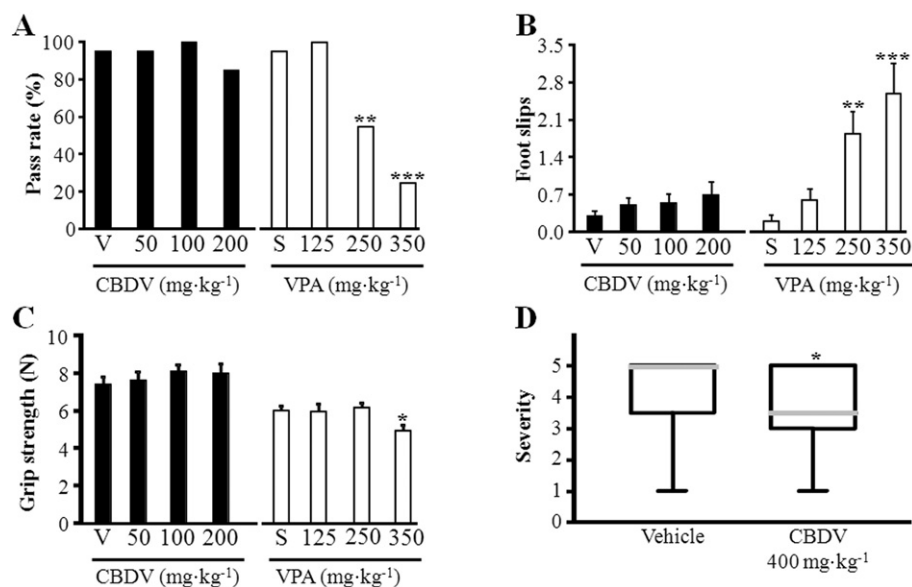 A
Pass rate (%)
100
80
60
40
20
0
**
***
V 50 100 200 S 125 250 350
CBDV (mg·kg⁻¹) VPA (mg·kg⁻¹)
B
Foot slips
3.5
2.8
2.1
1.4
0.7
0.0
**
***
V 50 100 200 S 125 250 350
CBDV (mg·kg⁻¹) VPA (mg·kg⁻¹)
C
Grip strength (N)
10
8
6
4
2
0
*
V 50 100 200 S 125 250 350
CBDV (mg·kg⁻¹) VPA (mg·kg⁻¹)
D
Severity
5
4
3
2
1
0
*
Vehicle CBDV
400 mg·kg⁻¹